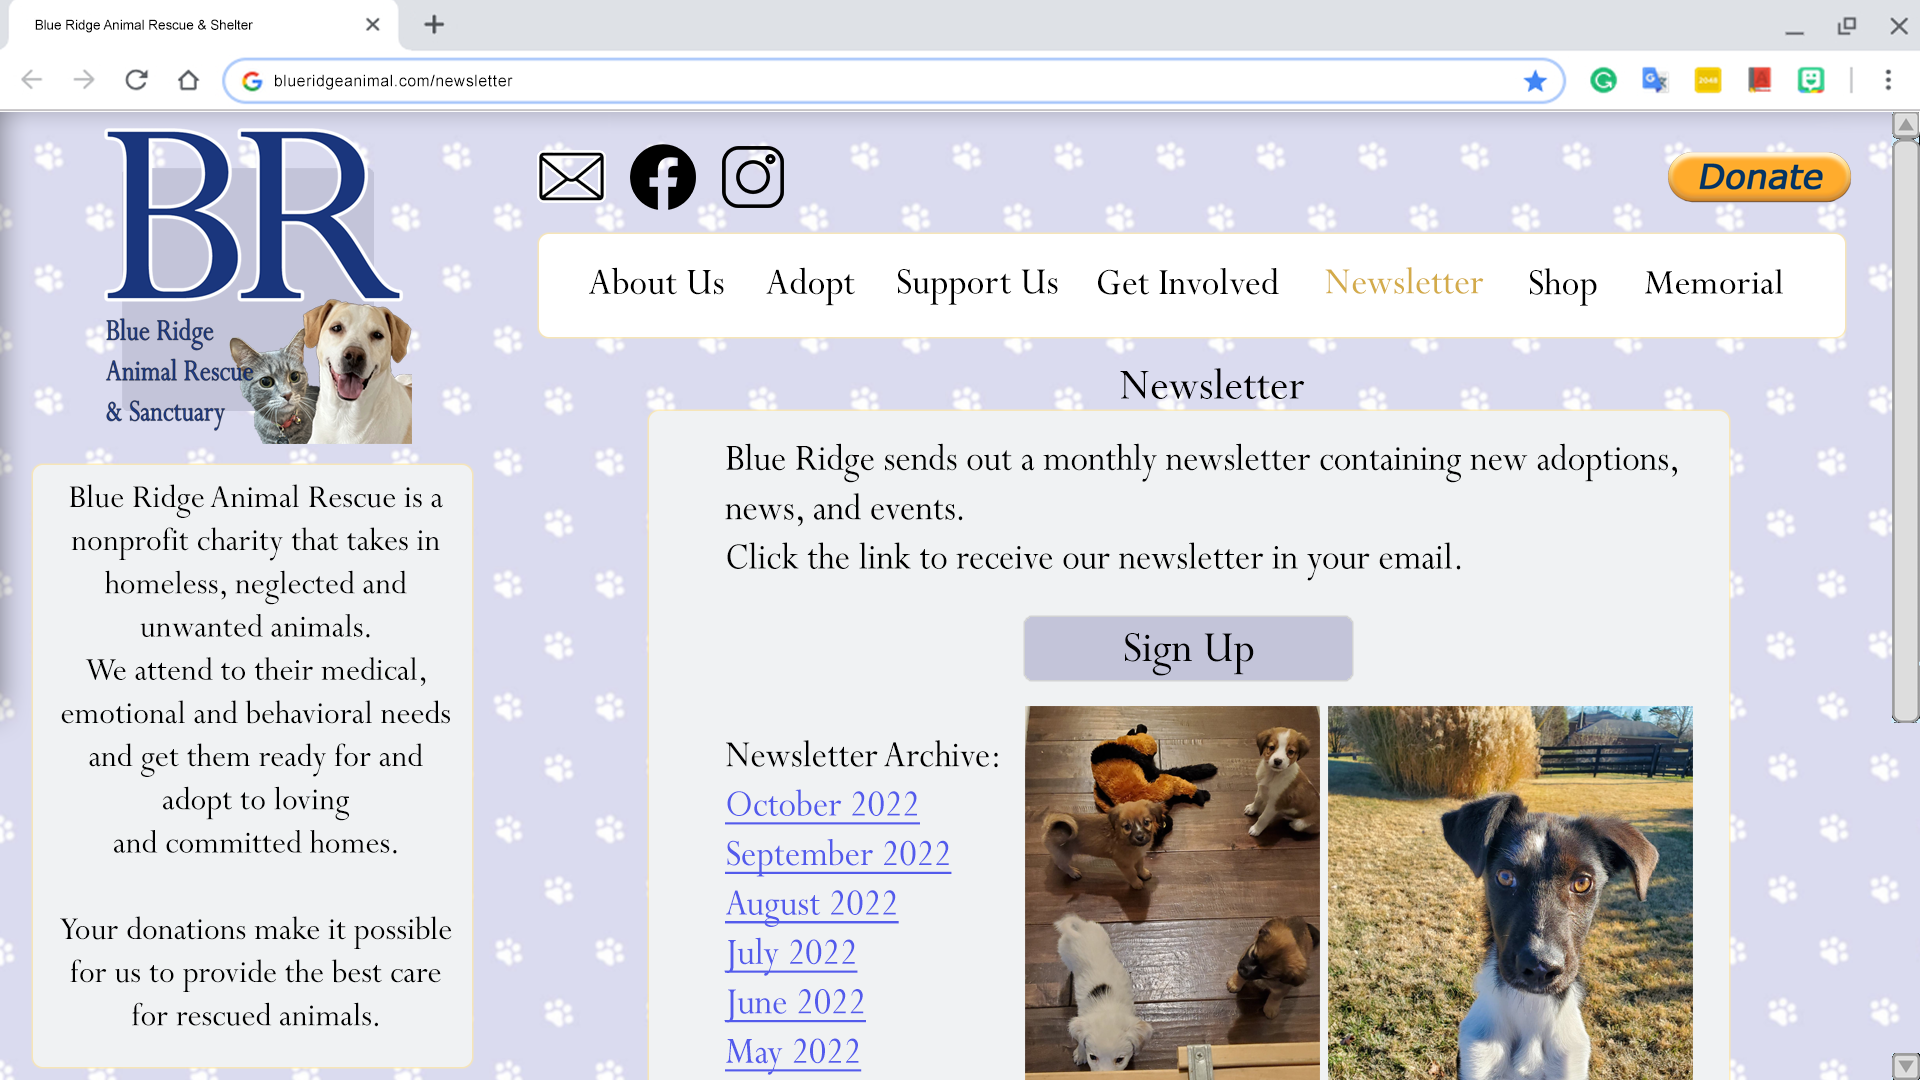 Blue Ridge Animal Rescue & Shelter
blueridgeanimal.com/newsletter
2048
BR
Blue Ridge
Animal Rescue
& Sanctuary
Donate
About Us Adopt Support Us Get Involved Newsletter Shop Memorial
Newsletter
Blue Ridge Animal Rescue is a
nonprofit charity that takes in
homeless, neglected and
unwanted animals.
We attend to their medical,
emotional and behavioral needs
and get them ready for and
adopt to loving
and committed homes.
Your donations make it possible
for us to provide the best care
for rescued animals.
Blue Ridge sends out a monthly newsletter containing new adoptions,
news, and events.
Click the link to receive our newsletter in your email.
Sign Up
Newsletter Archive:
October 2022
September 2022
August 2022
July 2022
June 2022
May 2022